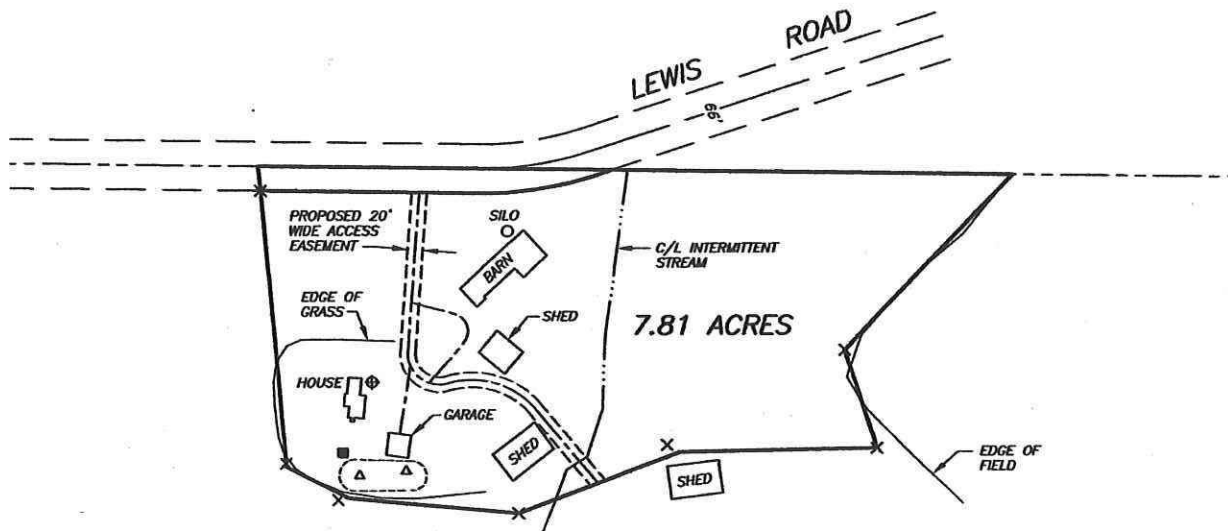 LEWIS ROAD
66'
PROPOSED 20'
WIDE ACCESS
EASEMENT
SILO
BARN
C/L INTERMITTENT
STREAM
EDGE OF
GRASS
SHED
7.81 ACRES
HOUSE
GARAGE
SHED
SHED
EDGE OF
FIELD